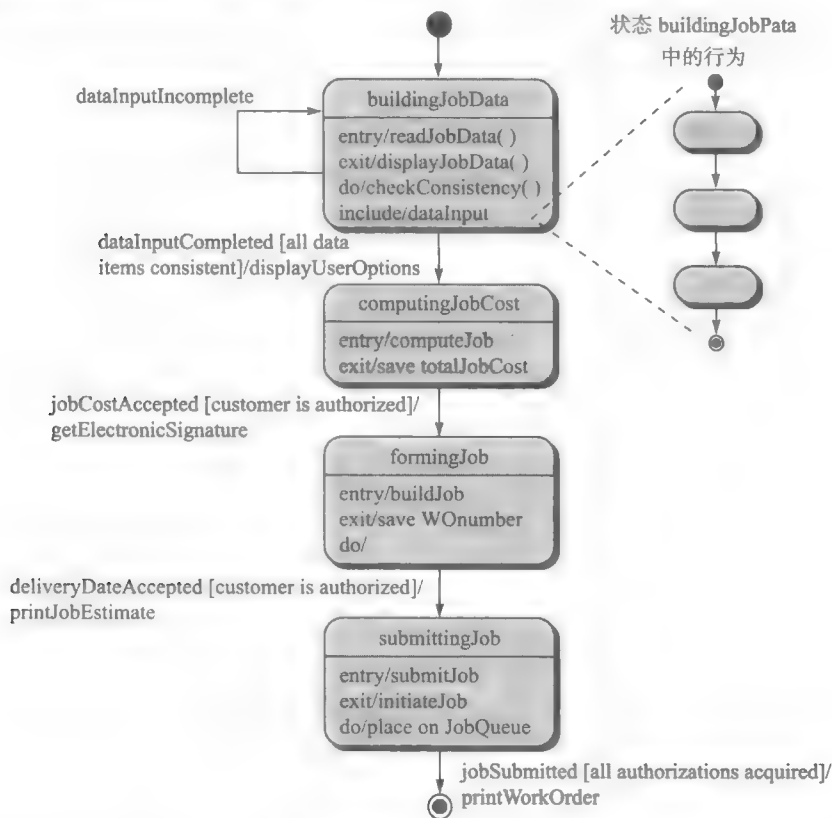 状态 buildingJobPata
中的行为
dataInputIncomplete
buildingJobData
entry/readJobData( )
exit/displayJobData( )
do/checkConsistency( )
include/dataInput
dataInputCompleted [all data
items consistent]/displayUserOptions
computingJobCost
entry/computeJob
exit/save totalJobCost
jobCostAccepted [customer is authorized]/
getElectronicSignature
formingJob
entry/buildJob
exit/save WOnumber
do/
deliveryDateAccepted [customer is authorized]/
printJobEstimate
submittingJob
entry/submitJob
exit/initiateJob
do/place on JobQueue
jobSubmitted [all authorizations acquired]/
printWorkOrder